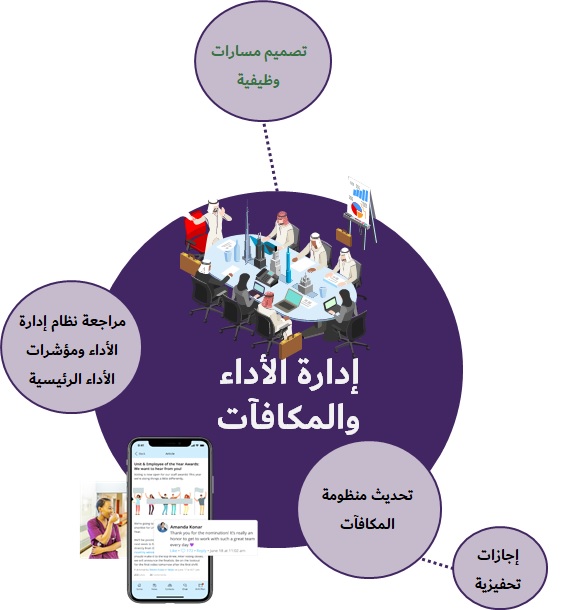 تصميم مسارات
وظيفية
مراجعة نظام إدارة
الأداء ومؤشرات
الأداء الرئيسية
إدارة الأداء
والمكافآت
تحديث منظومة
المكافآت
إجازات
تحفيزية
Unit & Employee of the Year Awards:
We want to hear from you!
Amanda Konar
Thank you for the nomination! It's really an
honor to get to work with such a great team
every day 💜